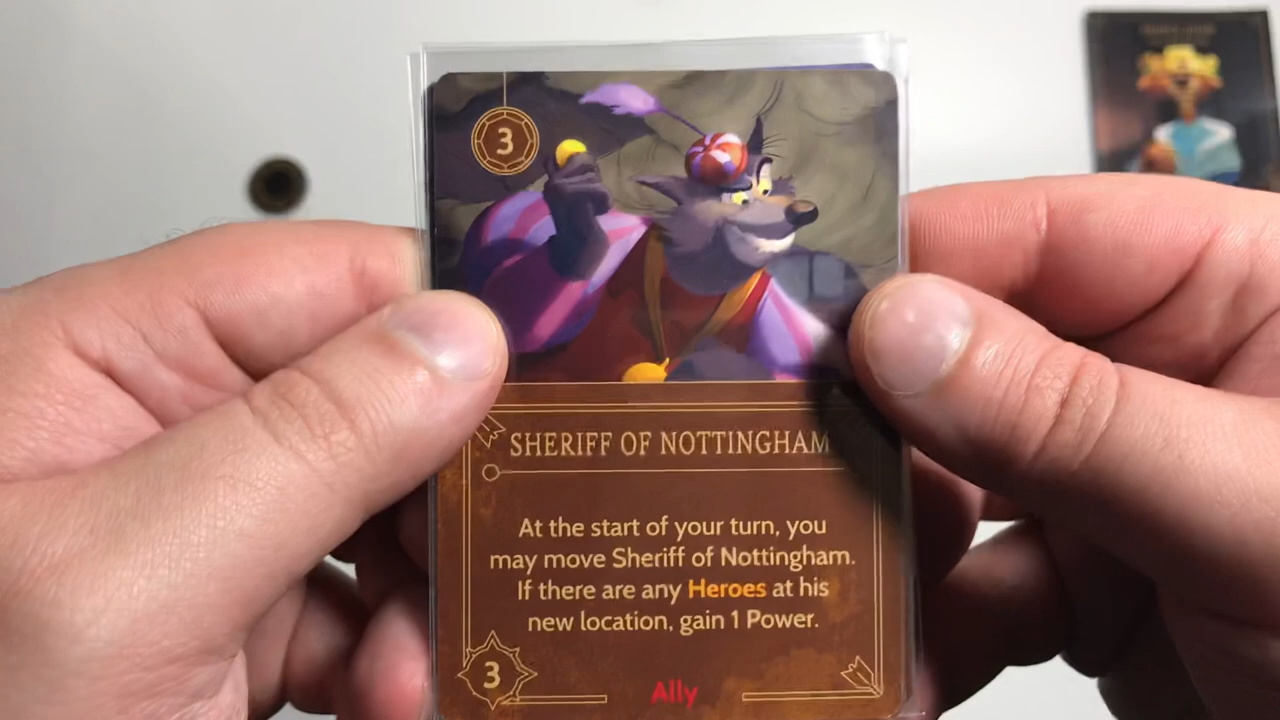 3
SHERIFF OF NOTTINGHAM
At the start of your turn, you
may move Sheriff of Nottingham.
If there are any Heroes at his
new location, gain 1 Power.
3
Ally